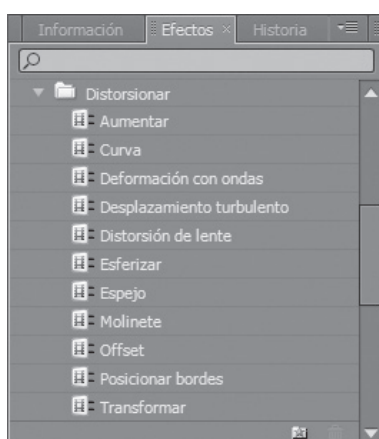 Información Efectos × Historia
Distorsionar
Aumentar
Curva
Deformación con ondas
Desplazamiento turbulento
Distorsión de lente
Esferizar
Espejo
Molinete
Offset
Posicionar bordes
Transformar